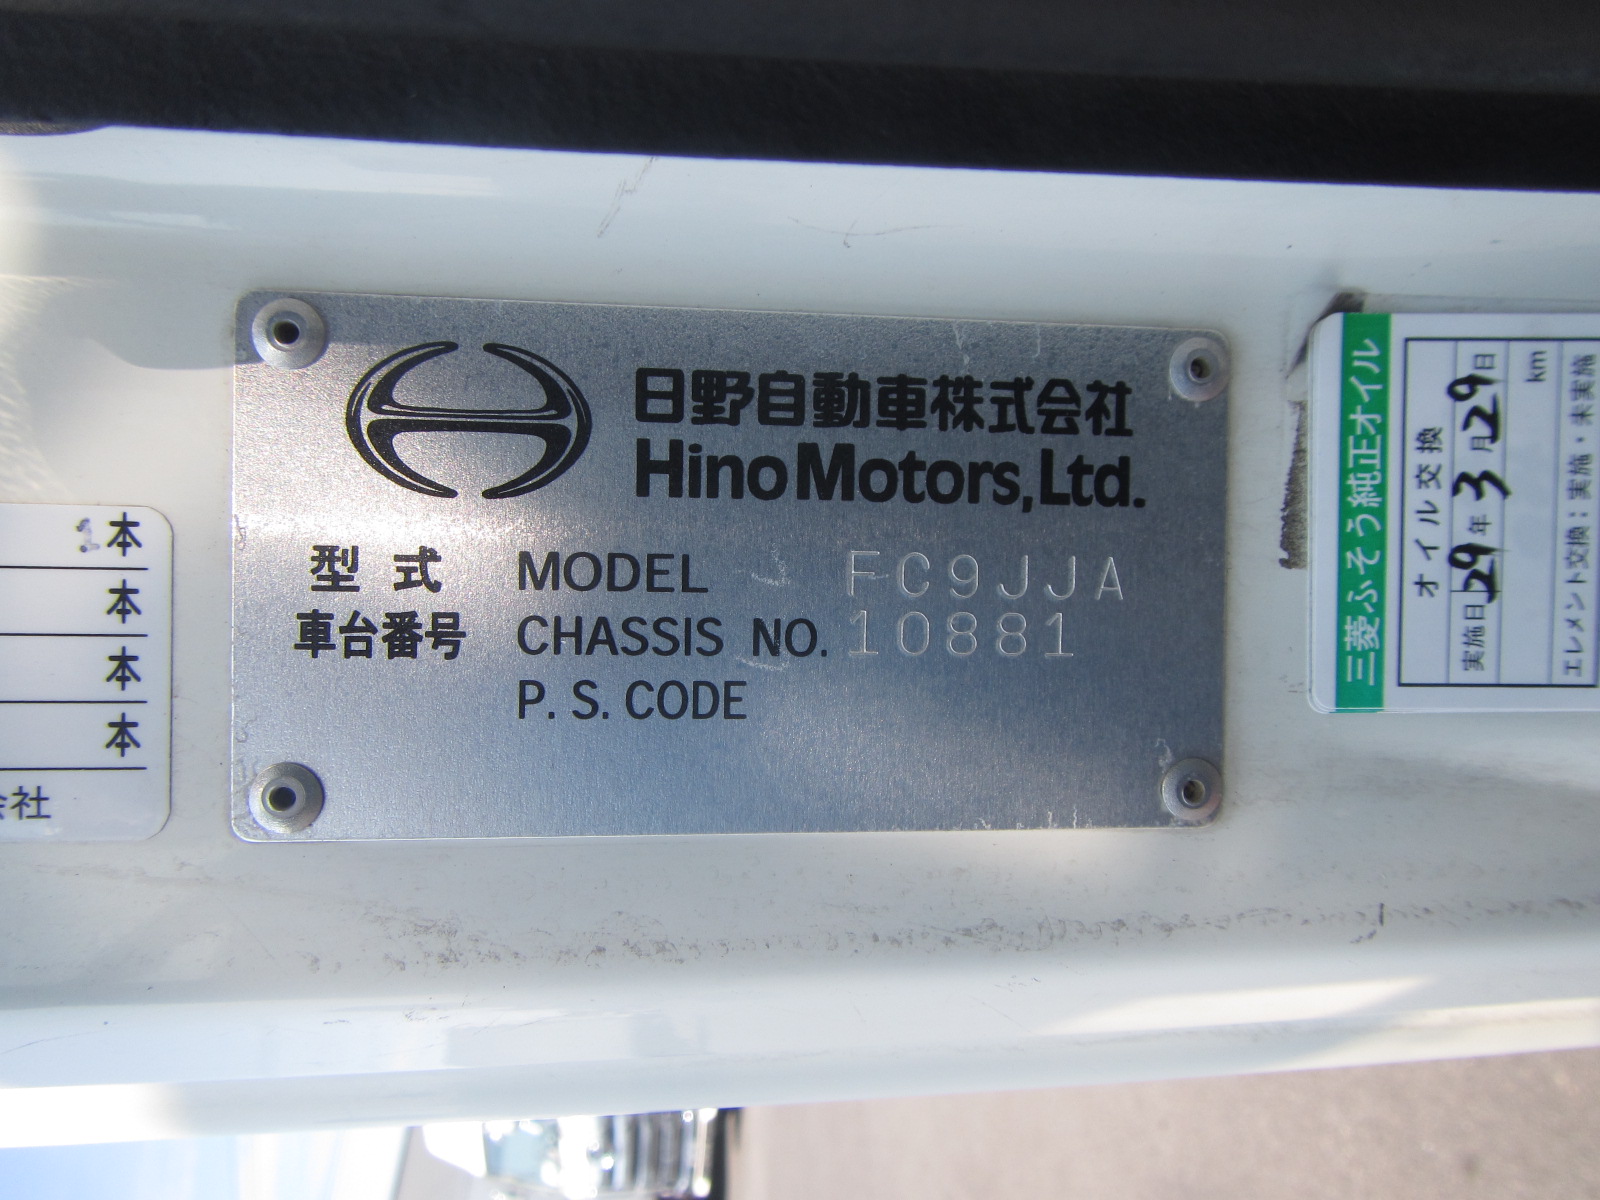 日野自動車株式会社
Hino Motors, Ltd.
型式 MODEL FC9JJA
車台番号 CHASSIS NO. 10881
P. S. CODE
本
本
本
本
会社
三菱ふそう純正オイル
オイル交換
実施日 29年3月29日
km
エレメント交換：実施・未実施